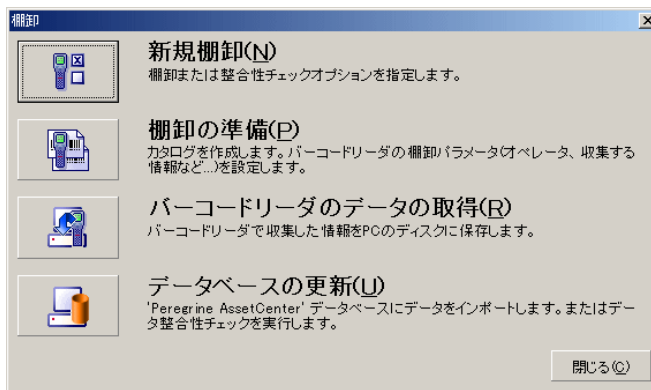 棚卸
新規棚卸(N)
棚卸または整合性チェックオプションを指定します。
棚卸の準備(P)
カタログを作成します。バーコードリーダの棚卸パラメータ(オペレータ、収集する
情報など...)を設定します。
バーコードリーダのデータの取得(R)
バーコードリーダで収集した情報をPCのディスクに保存します。
データベースの更新(U)
'Peregrine AssetCenter' データベースにデータをインポートします。またはデー
タ整合性チェックを実行します。
閉じる(C)